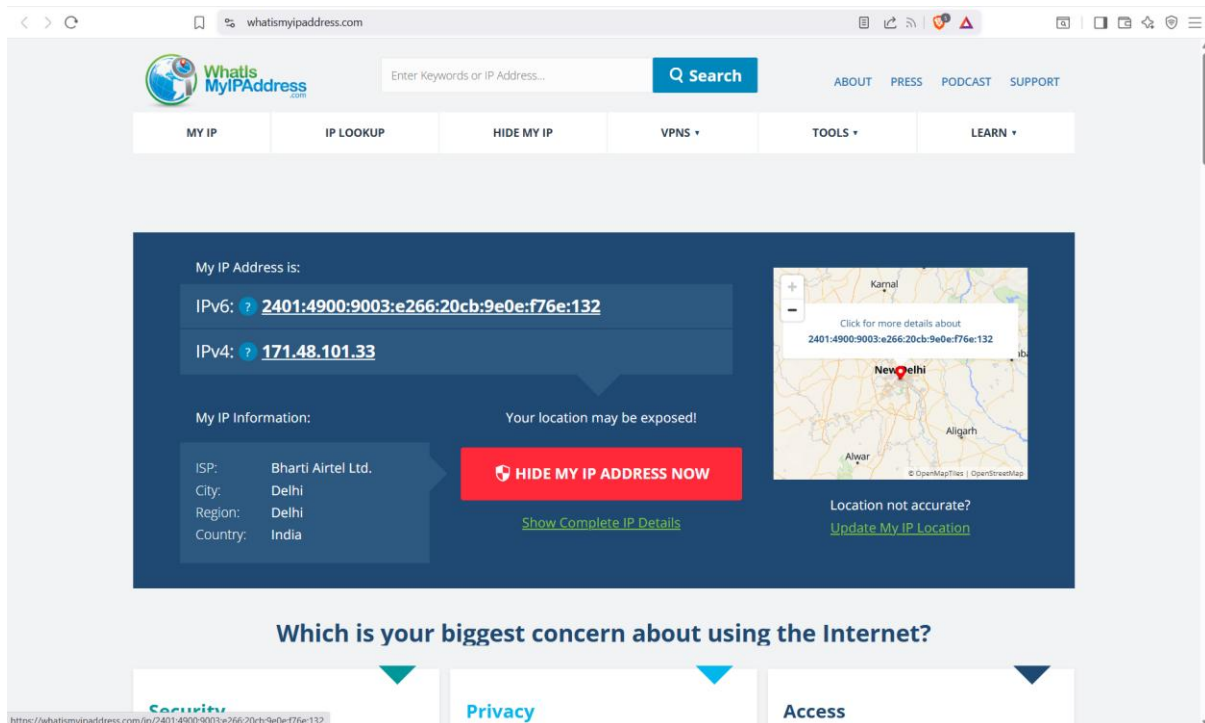 whatismyipaddress.com
WhatIs
MyIPAddress
.com
Enter Keywords or IP Address...
Search
ABOUT PRESS PODCAST SUPPORT
MY IP IP LOOKUP HIDE MY IP VPNS TOOLS LEARN
My IP Address is:
IPv6: ? 2401:4900:9003:e266:20cb:9e0e:f76e:132
IPv4: ? 171.48.101.33
My IP Information:
ISP: Bharti Airtel Ltd.
City: Delhi
Region: Delhi
Country: India
Your location may be exposed!
HIDE MY IP ADDRESS NOW
Show Complete IP Details
Karnal
Click for more details about
2401:4900:9003:e266:20cb:9e0e:f76e:132
New Delhi
Aligarh
Alwar
© OpenMapTiles | OpenStreetMap
Location not accurate?
Update My IP Location
Which is your biggest concern about using the Internet?
Security Privacy Access
https://whatismyipaddress.com/ip/2401:4900:9003:e266:20cb:9e0e:f76e:132